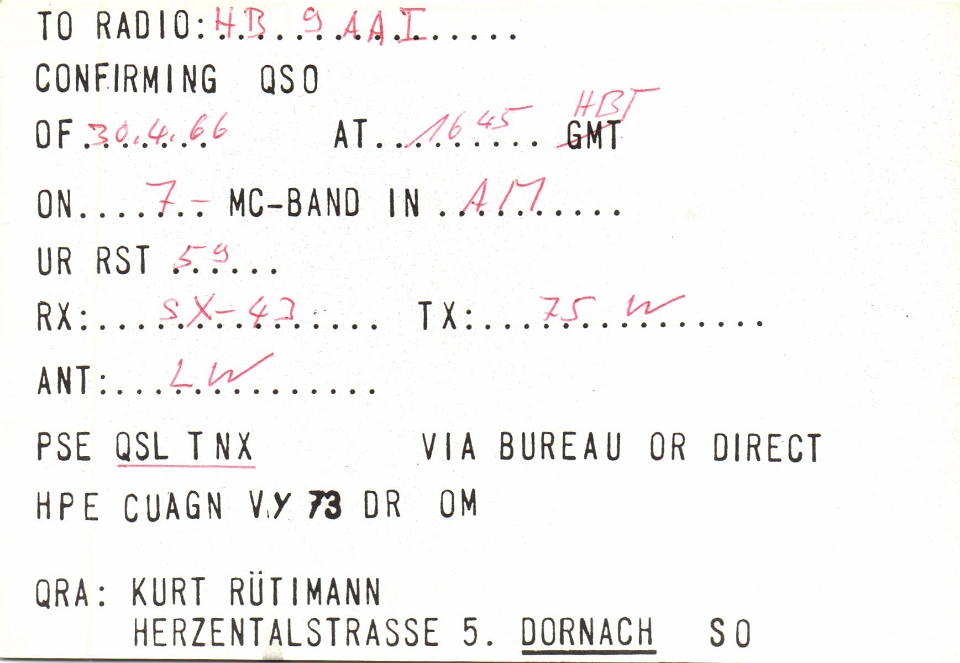 TO RADIO: HB 9 AAI
CONFIRMING QSO
OF 30.4.66 AT 1645 GMT HBT
ON 7.- MC-BAND IN AM
UR RST 59
RX: SX-43 TX: 75 W
ANT: LW
PSE QSL TNX VIA BUREAU OR DIRECT
HPE CUAGN V.Y 73 DR OM
QRA: KURT RÜTIMANN
HERZENTALSTRASSE 5. DORNACH SO